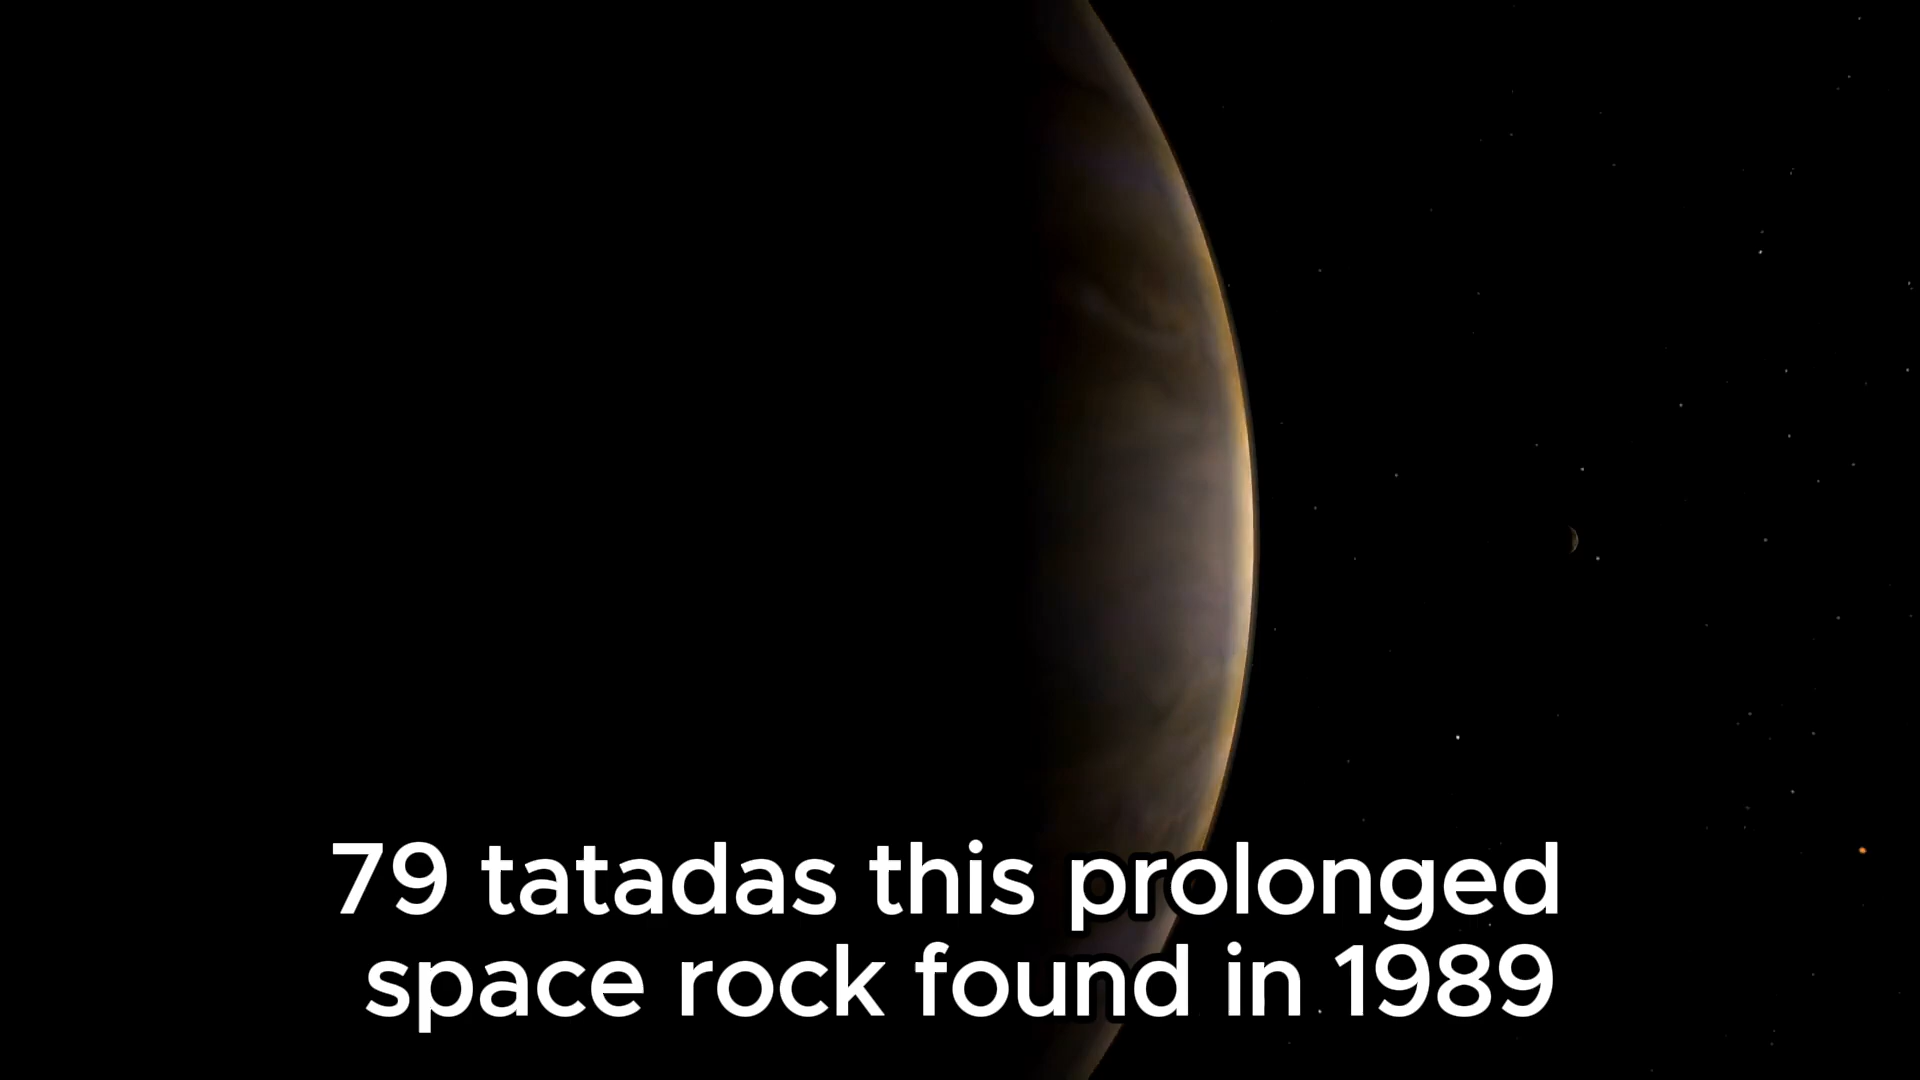 79 tatadas this prolonged
space rock found in 1989